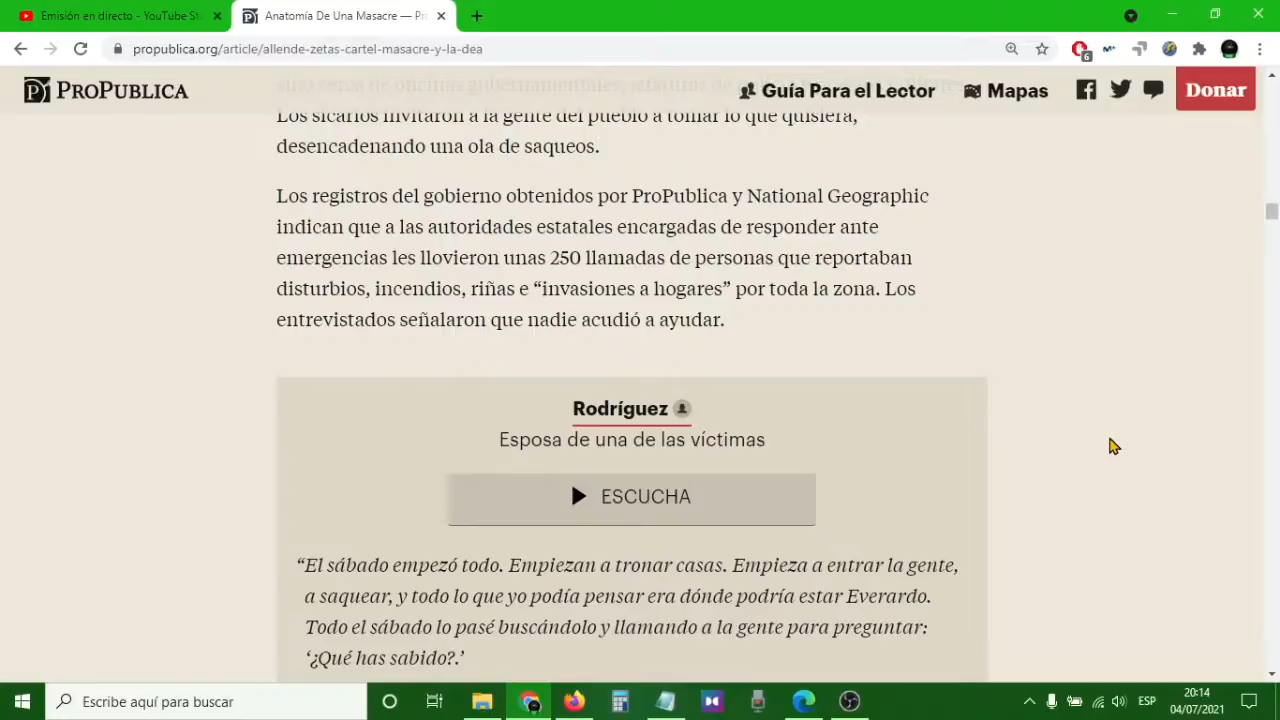 Emisión en directo - YouTube St
Anatomía De Una Masacre — Pr
propublica.org/article/allende-zetas-cartel-masacre-y-la-dea
6
PROPUBLICA
Guía Para el Lector
Mapas
Donar
Los sicarios invitaron a la gente del pueblo a tomar lo que quisiera,
desencadenando una ola de saqueos.
Los registros del gobierno obtenidos por ProPublica y National Geographic
indican que a las autoridades estatales encargadas de responder ante
emergencias les llovieron unas 250 llamadas de personas que reportaban
disturbios, incendios, riñas e “invasiones a hogares” por toda la zona. Los
entrevistados señalaron que nadie acudió a ayudar.
Rodríguez
Esposa de una de las víctimas
ESCUCHA
“El sábado empezó todo. Empiezan a tronar casas. Empieza a entrar la gente,
a saquear, y todo lo que yo podía pensar era dónde podría estar Everardo.
Todo el sábado lo pasé buscándolo y llamando a la gente para preguntar:
‘¿Qué has sabido?.’
Escribe aquí para buscar
ESP
20:14
04/07/2021